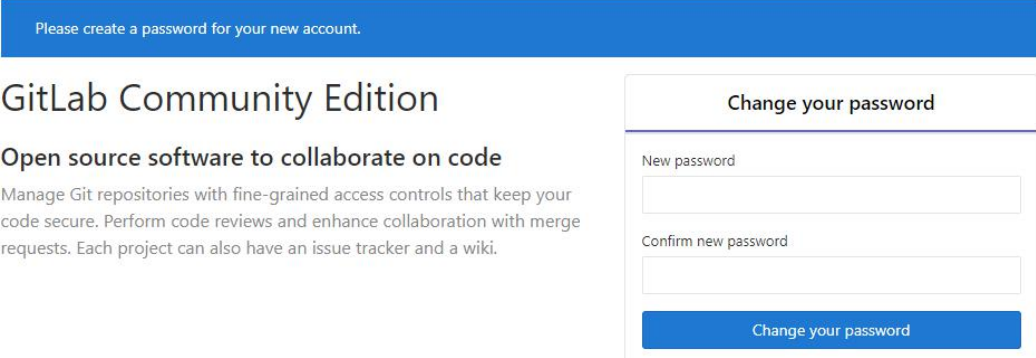 Please create a password for your new account.
GitLab Community Edition
Open source software to collaborate on code
Manage Git repositories with fine-grained access controls that keep your
code secure. Perform code reviews and enhance collaboration with merge
requests. Each project can also have an issue tracker and a wiki.
Change your password
New password
Confirm new password
Change your password